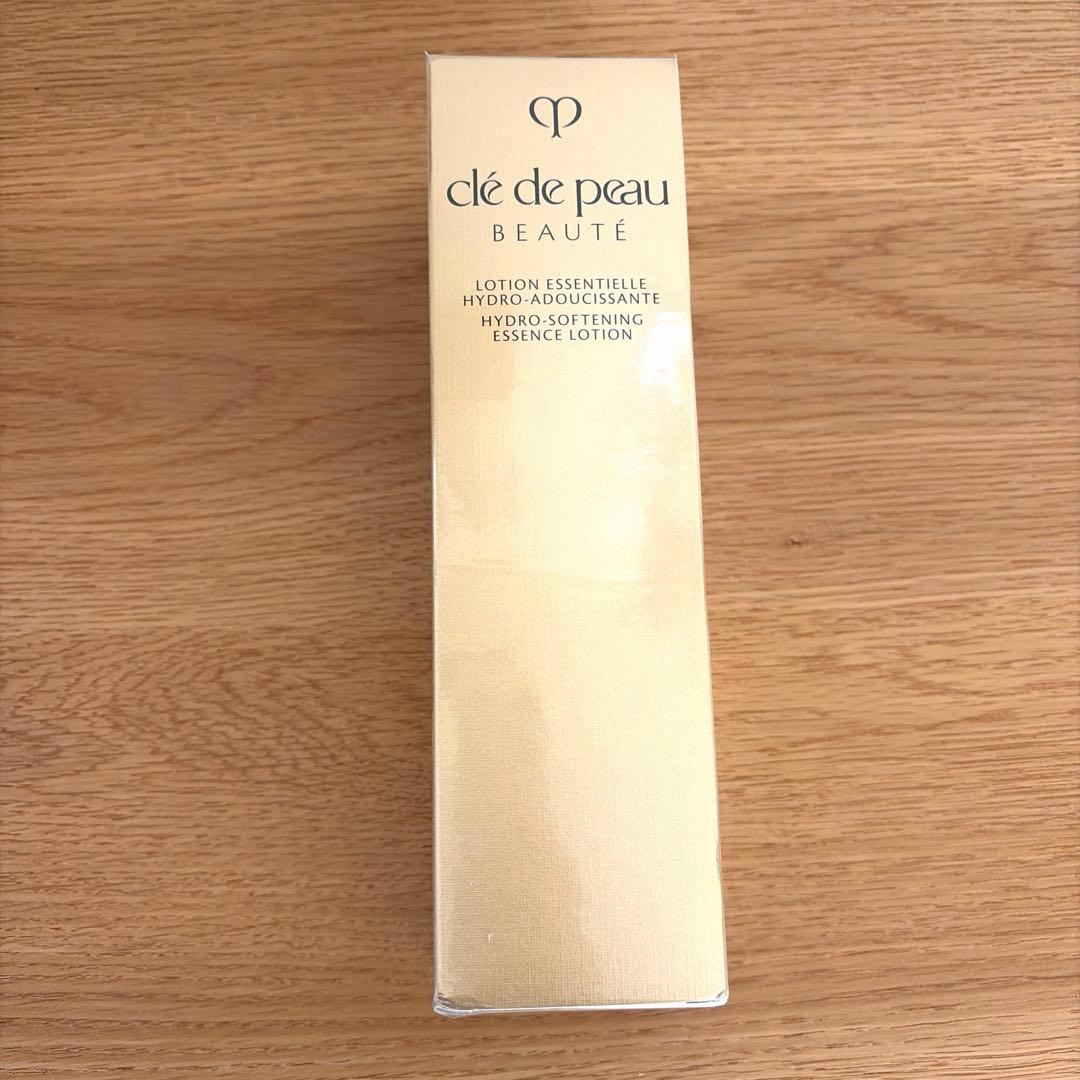 clé de peau
BEAUTÉ
LOTION ESSENTIELLE
HYDRO-ADOUCISSANTE
HYDRO-SOFTENING
ESSENCE LOTION